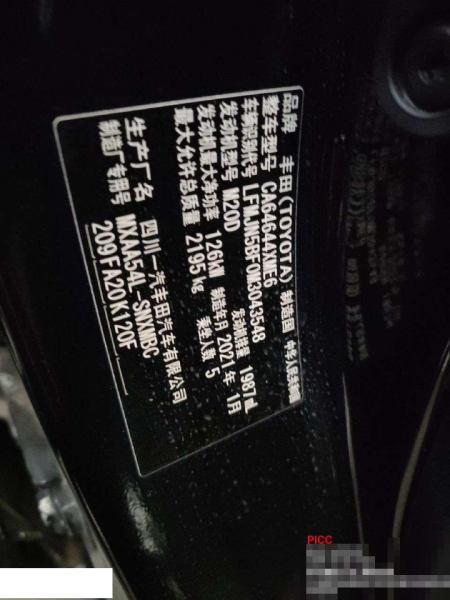 品牌 丰田(TOYOTA) 制造国 中华人民共和国
整车型号 CA64644XME6
车辆识别代号 LFMJN5BF0M3043548
发动机型号 M20D 发动机排量 1987mL
发动机最大净功率 126kW 制造年月 2021年1月
最大允许总质量 2195kg 乘坐人数 5
生产厂名 四川一汽丰田汽车有限公司
制造厂专用号 MXAA54L-SNXMBC
209FA20K120F
PICC